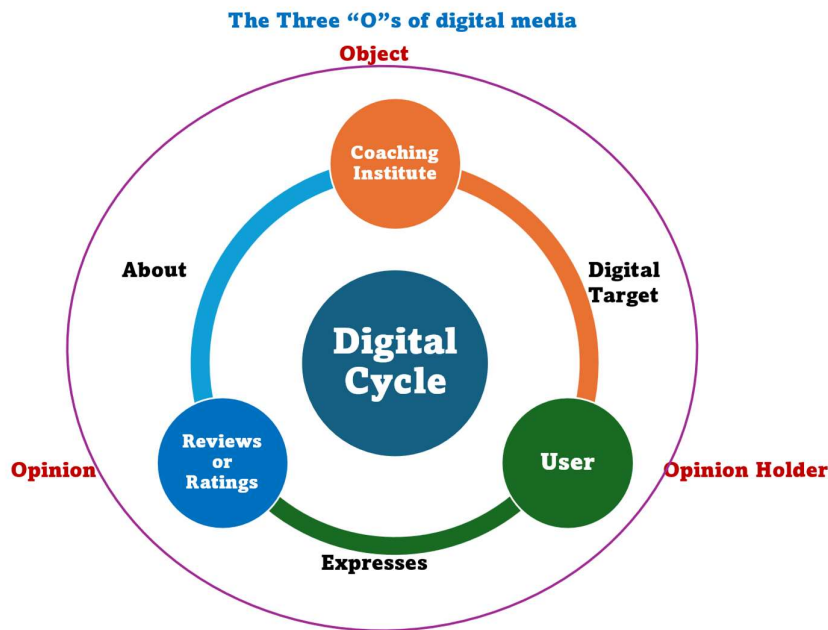 The Three “O”s of digital media
Object
Coaching
Institute
About
Digital
Target
Digital
Cycle
Reviews
or
Ratings
User
Opinion
Opinion Holder
Expresses